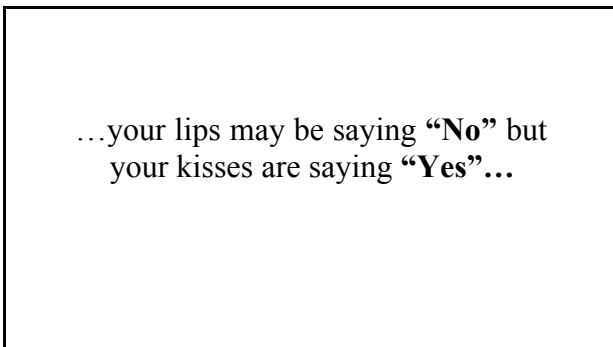 …your lips may be saying “No” but
your kisses are saying “Yes”…